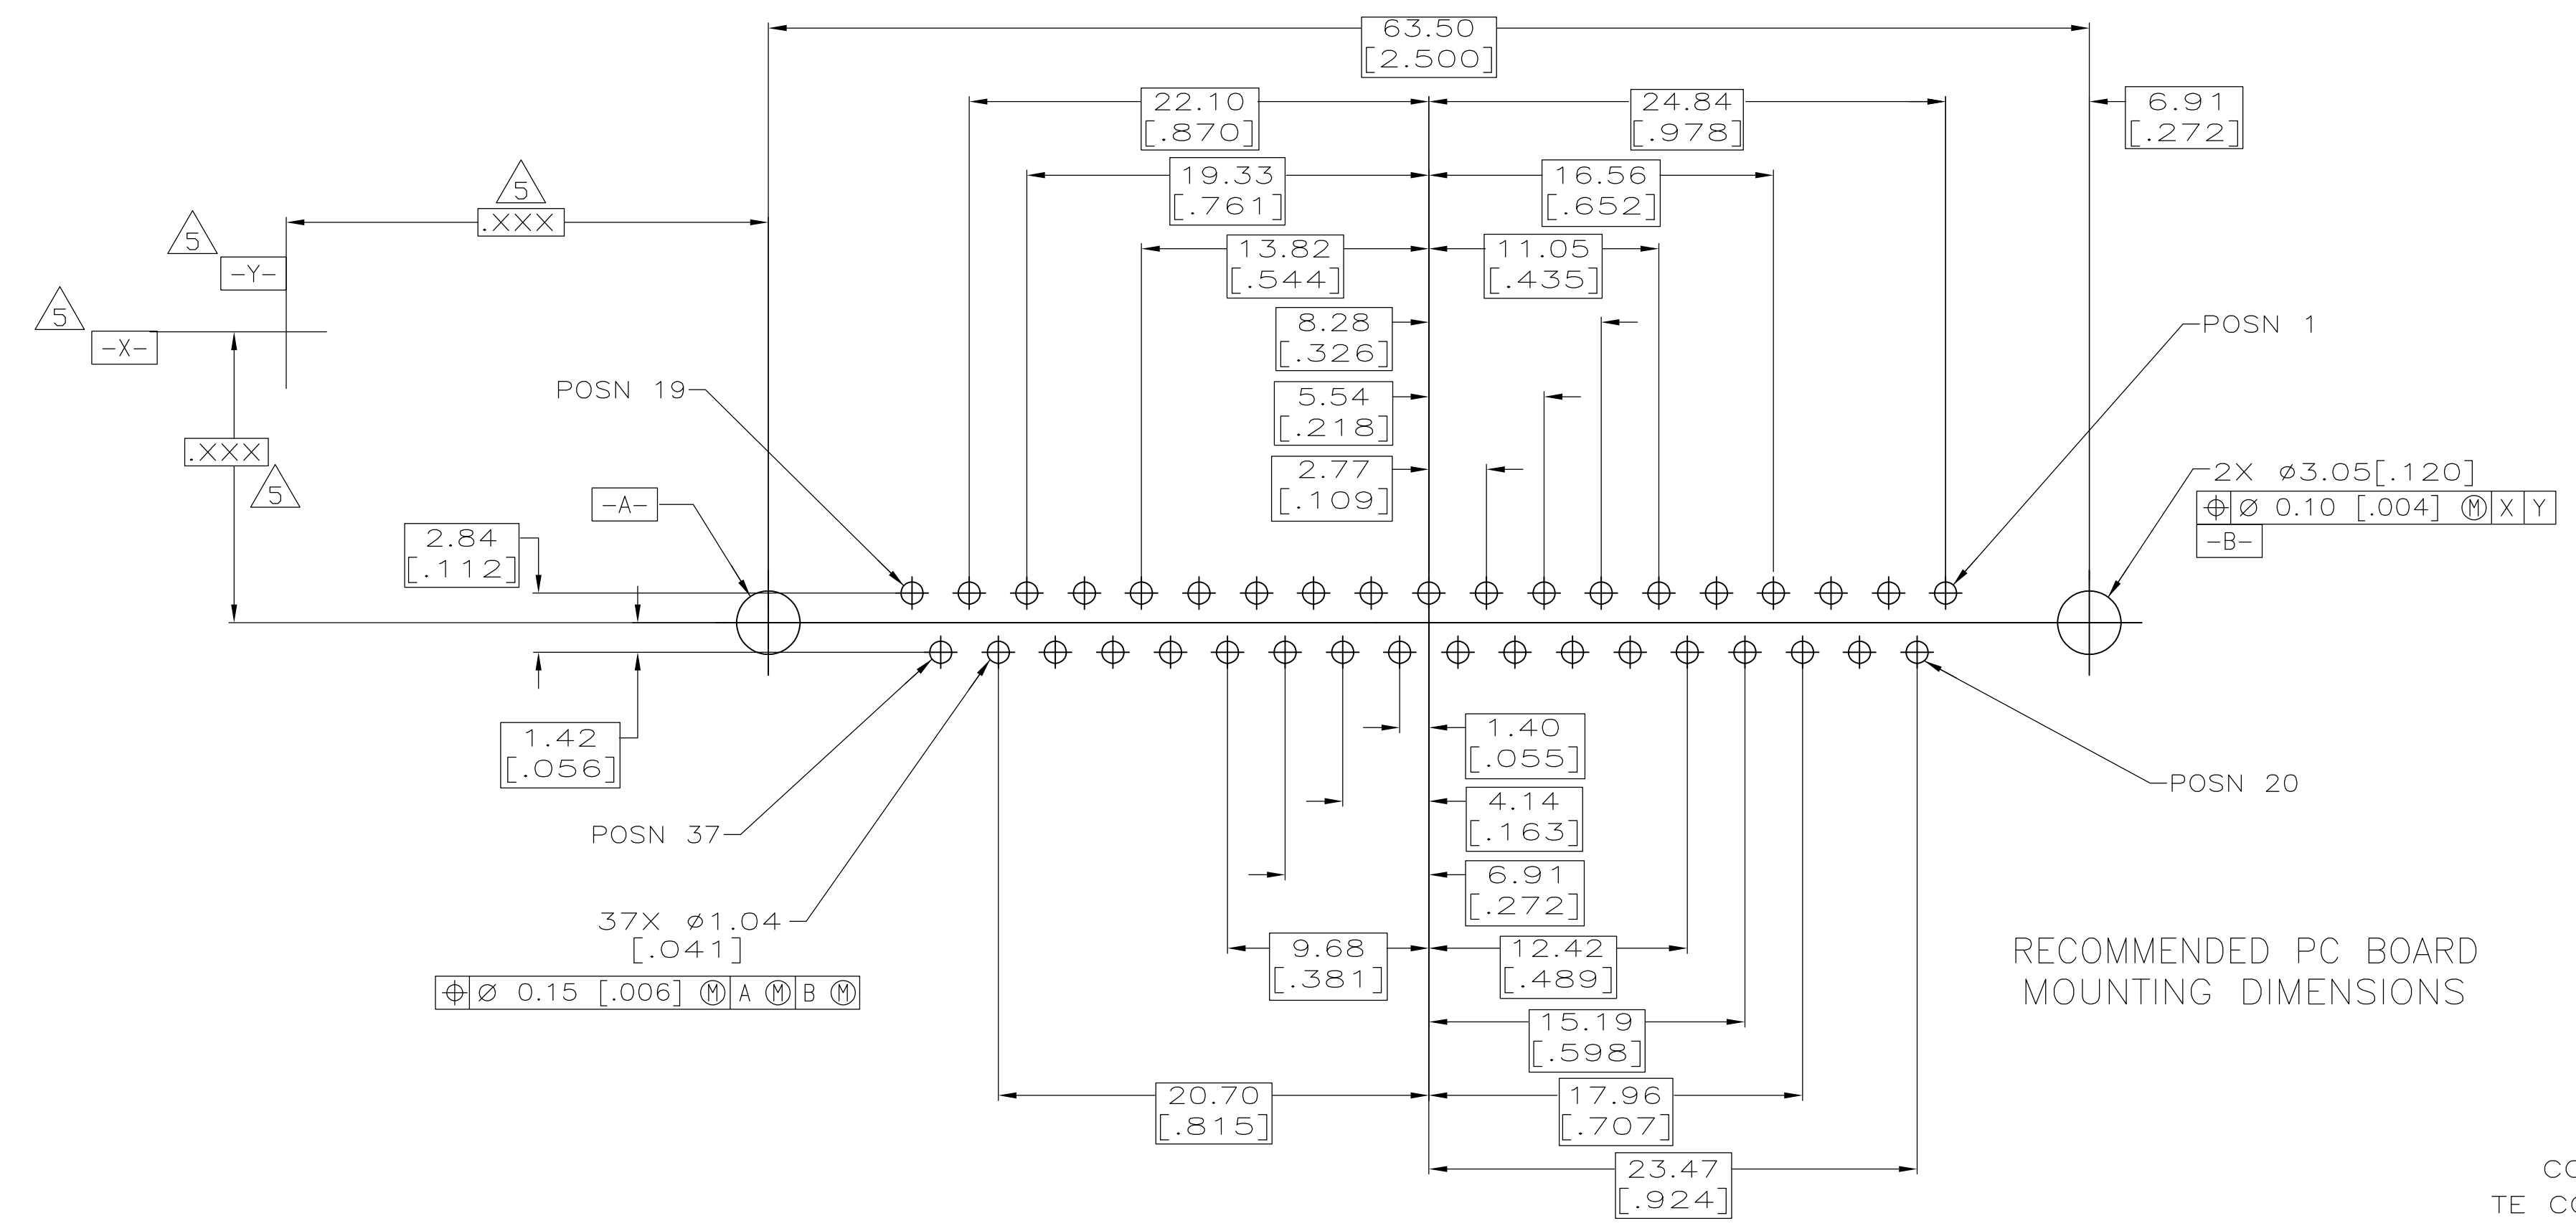 63.50
[2.500]
22.10
[.870]
24.84
[.978]
6.91
[.272]
5
.XXX
19.33
[.761]
16.56
[.652]
5
-Y-
13.82
[.544]
11.05
[.435]
5
-X-
8.28
[.326]
POSN 1
POSN 19
5.54
[.218]
.XXX
5
2.77
[.109]
2X ø3.05[.120]
⌖ Ø 0.10 [.004] Ⓜ X Y
-B-
-A-
2.84
[.112]
1.42
[.056]
1.40
[.055]
POSN 20
4.14
[.163]
POSN 37
6.91
[.272]
37X ø1.04
[.041]
⌖ Ø 0.15 [.006] Ⓜ A Ⓜ B Ⓜ
9.68
[.381]
12.42
[.489]
RECOMMENDED PC BOARD
MOUNTING DIMENSIONS
15.19
[.598]
20.70
[.815]
17.96
[.707]
23.47
[.924]
TE